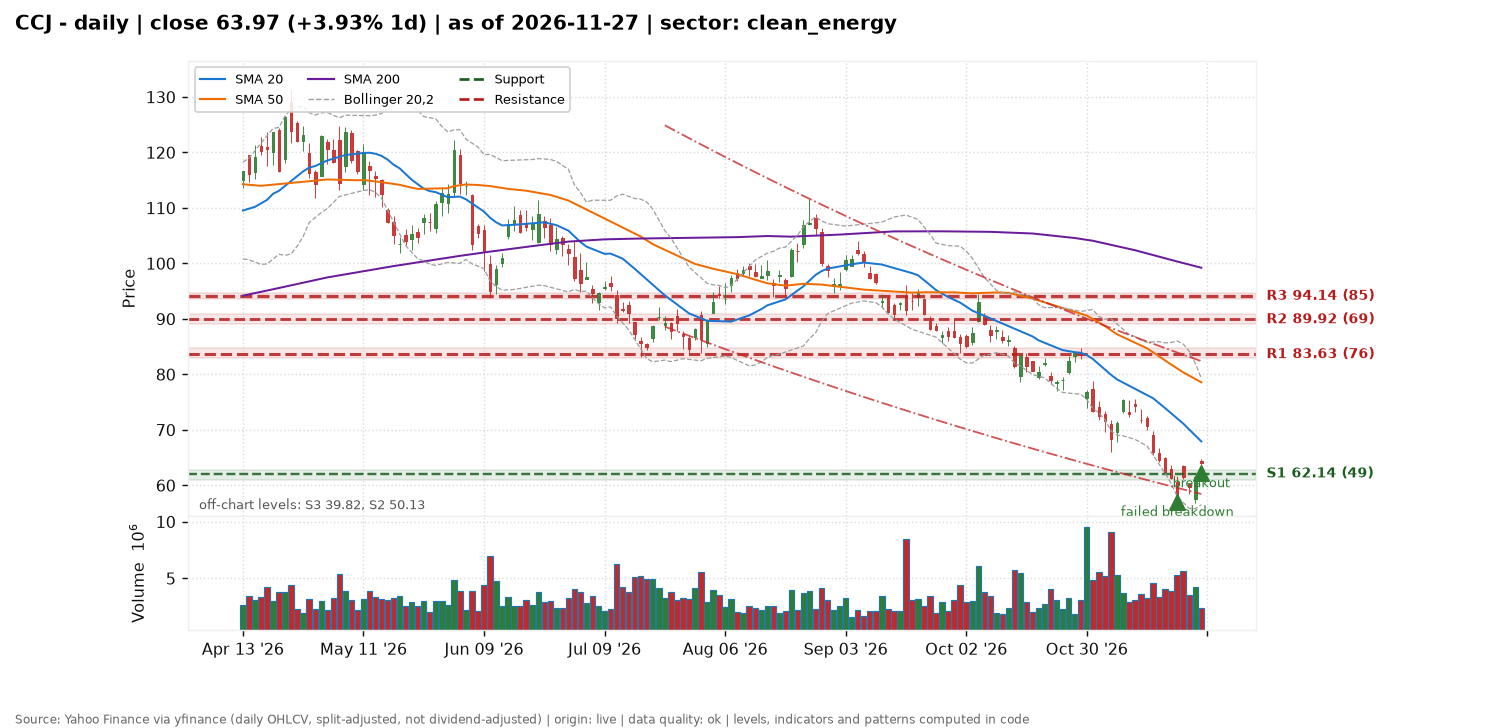 CCJ - daily | close 63.97 (+3.93% 1d) | as of 2026-11-27 | sector: clean_energy
SMA 20
SMA 50
SMA 200
Bollinger 20,2
Support
Resistance
Price
130
120
110
100
90
80
70
60
R3 94.14 (85)
R2 89.92 (69)
R1 83.63 (76)
S1 62.14 (49)
breakout
failed breakdown
off-chart levels: S3 39.82, S2 50.13
Volume 10⁶
10
5
Apr 13 '26
May 11 '26
Jun 09 '26
Jul 09 '26
Aug 06 '26
Sep 03 '26
Oct 02 '26
Oct 30 '26
Source: Yahoo Finance via yfinance (daily OHLCV, split-adjusted, not dividend-adjusted) | origin: live | data quality: ok | levels, indicators and patterns computed in code